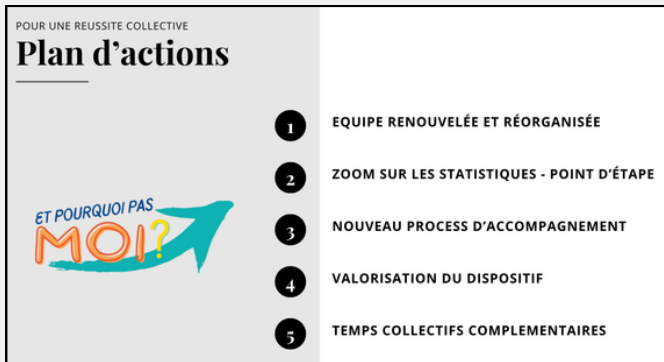 POUR UNE REUSSITE COLLECTIVE
Plan d'actions
1 EQUIPE RENOUVELÉE ET RÉORGANISÉE
2 ZOOM SUR LES STATISTIQUES - POINT D'ÉTAPE
3 NOUVEAU PROCESS D'ACCOMPAGNEMENT
4 VALORISATION DU DISPOSITIF
5 TEMPS COLLECTIFS COMPLEMENTAIRES
ET POURQUOI PAS
MOI?